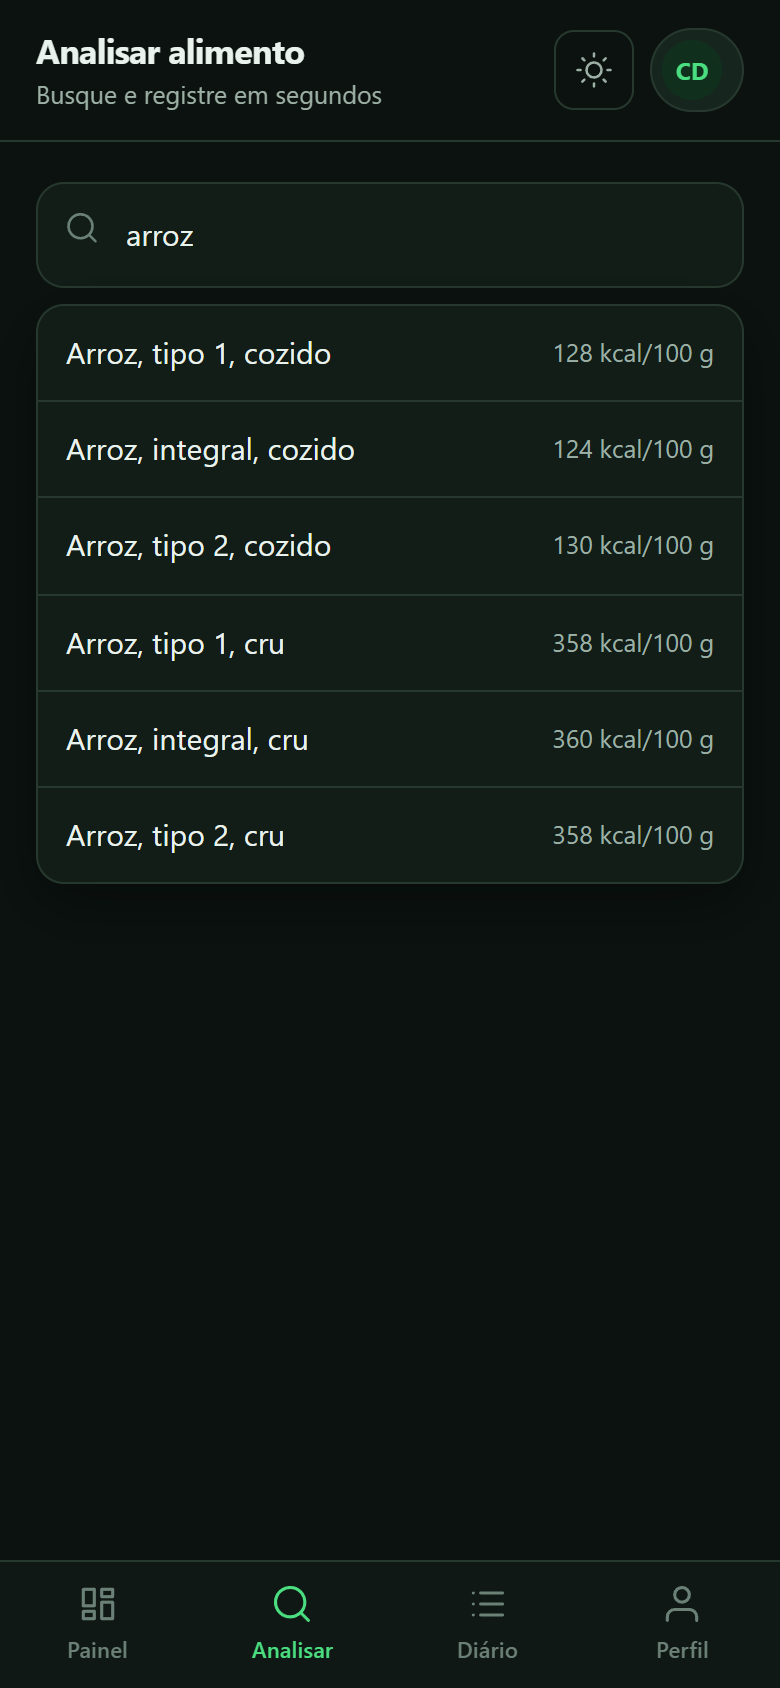 Analisar alimento
Busque e registre em segundos
CD
arroz
Arroz, tipo 1, cozido 128 kcal/100 g
Arroz, integral, cozido 124 kcal/100 g
Arroz, tipo 2, cozido 130 kcal/100 g
Arroz, tipo 1, cru 358 kcal/100 g
Arroz, integral, cru 360 kcal/100 g
Arroz, tipo 2, cru 358 kcal/100 g
Painel Analisar Diário Perfil